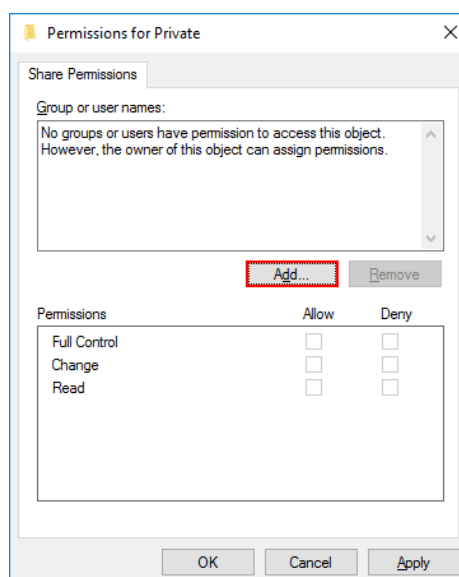 Permissions for Private
Share Permissions
Group or user names:
No groups or users have permission to access this object.
However, the owner of this object can assign permissions.
Add... Remove
Permissions Allow Deny
Full Control
Change
Read
OK Cancel Apply